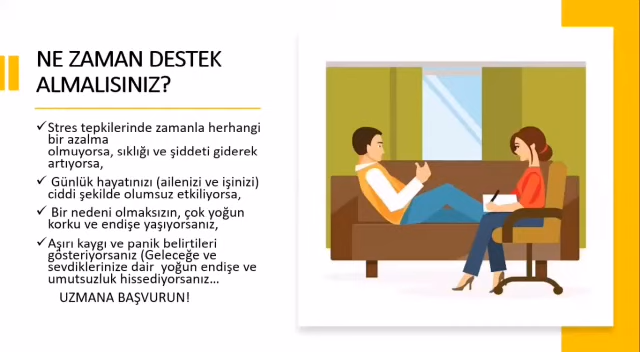 NE ZAMAN DESTEK
ALMALISINIZ?
✓Stres tepkilerinde zamanla herhangi
bir azalma
olmuyorsa, sıklığı ve şiddeti giderek
artıyorsa,
✓ Günlük hayatınızı (ailenizi ve işinizi)
ciddi şekilde olumsuz etkiliyorsa,
✓ Bir nedeni olmaksızın, çok yoğun
korku ve endişe yaşıyorsanız,
✓Aşırı kaygı ve panik belirtileri
gösteriyorsanız (Geleceğe ve
sevdiklerinize dair yoğun endişe ve
umutsuzluk hissediyorsanız…
UZMANA BAŞVURUN!